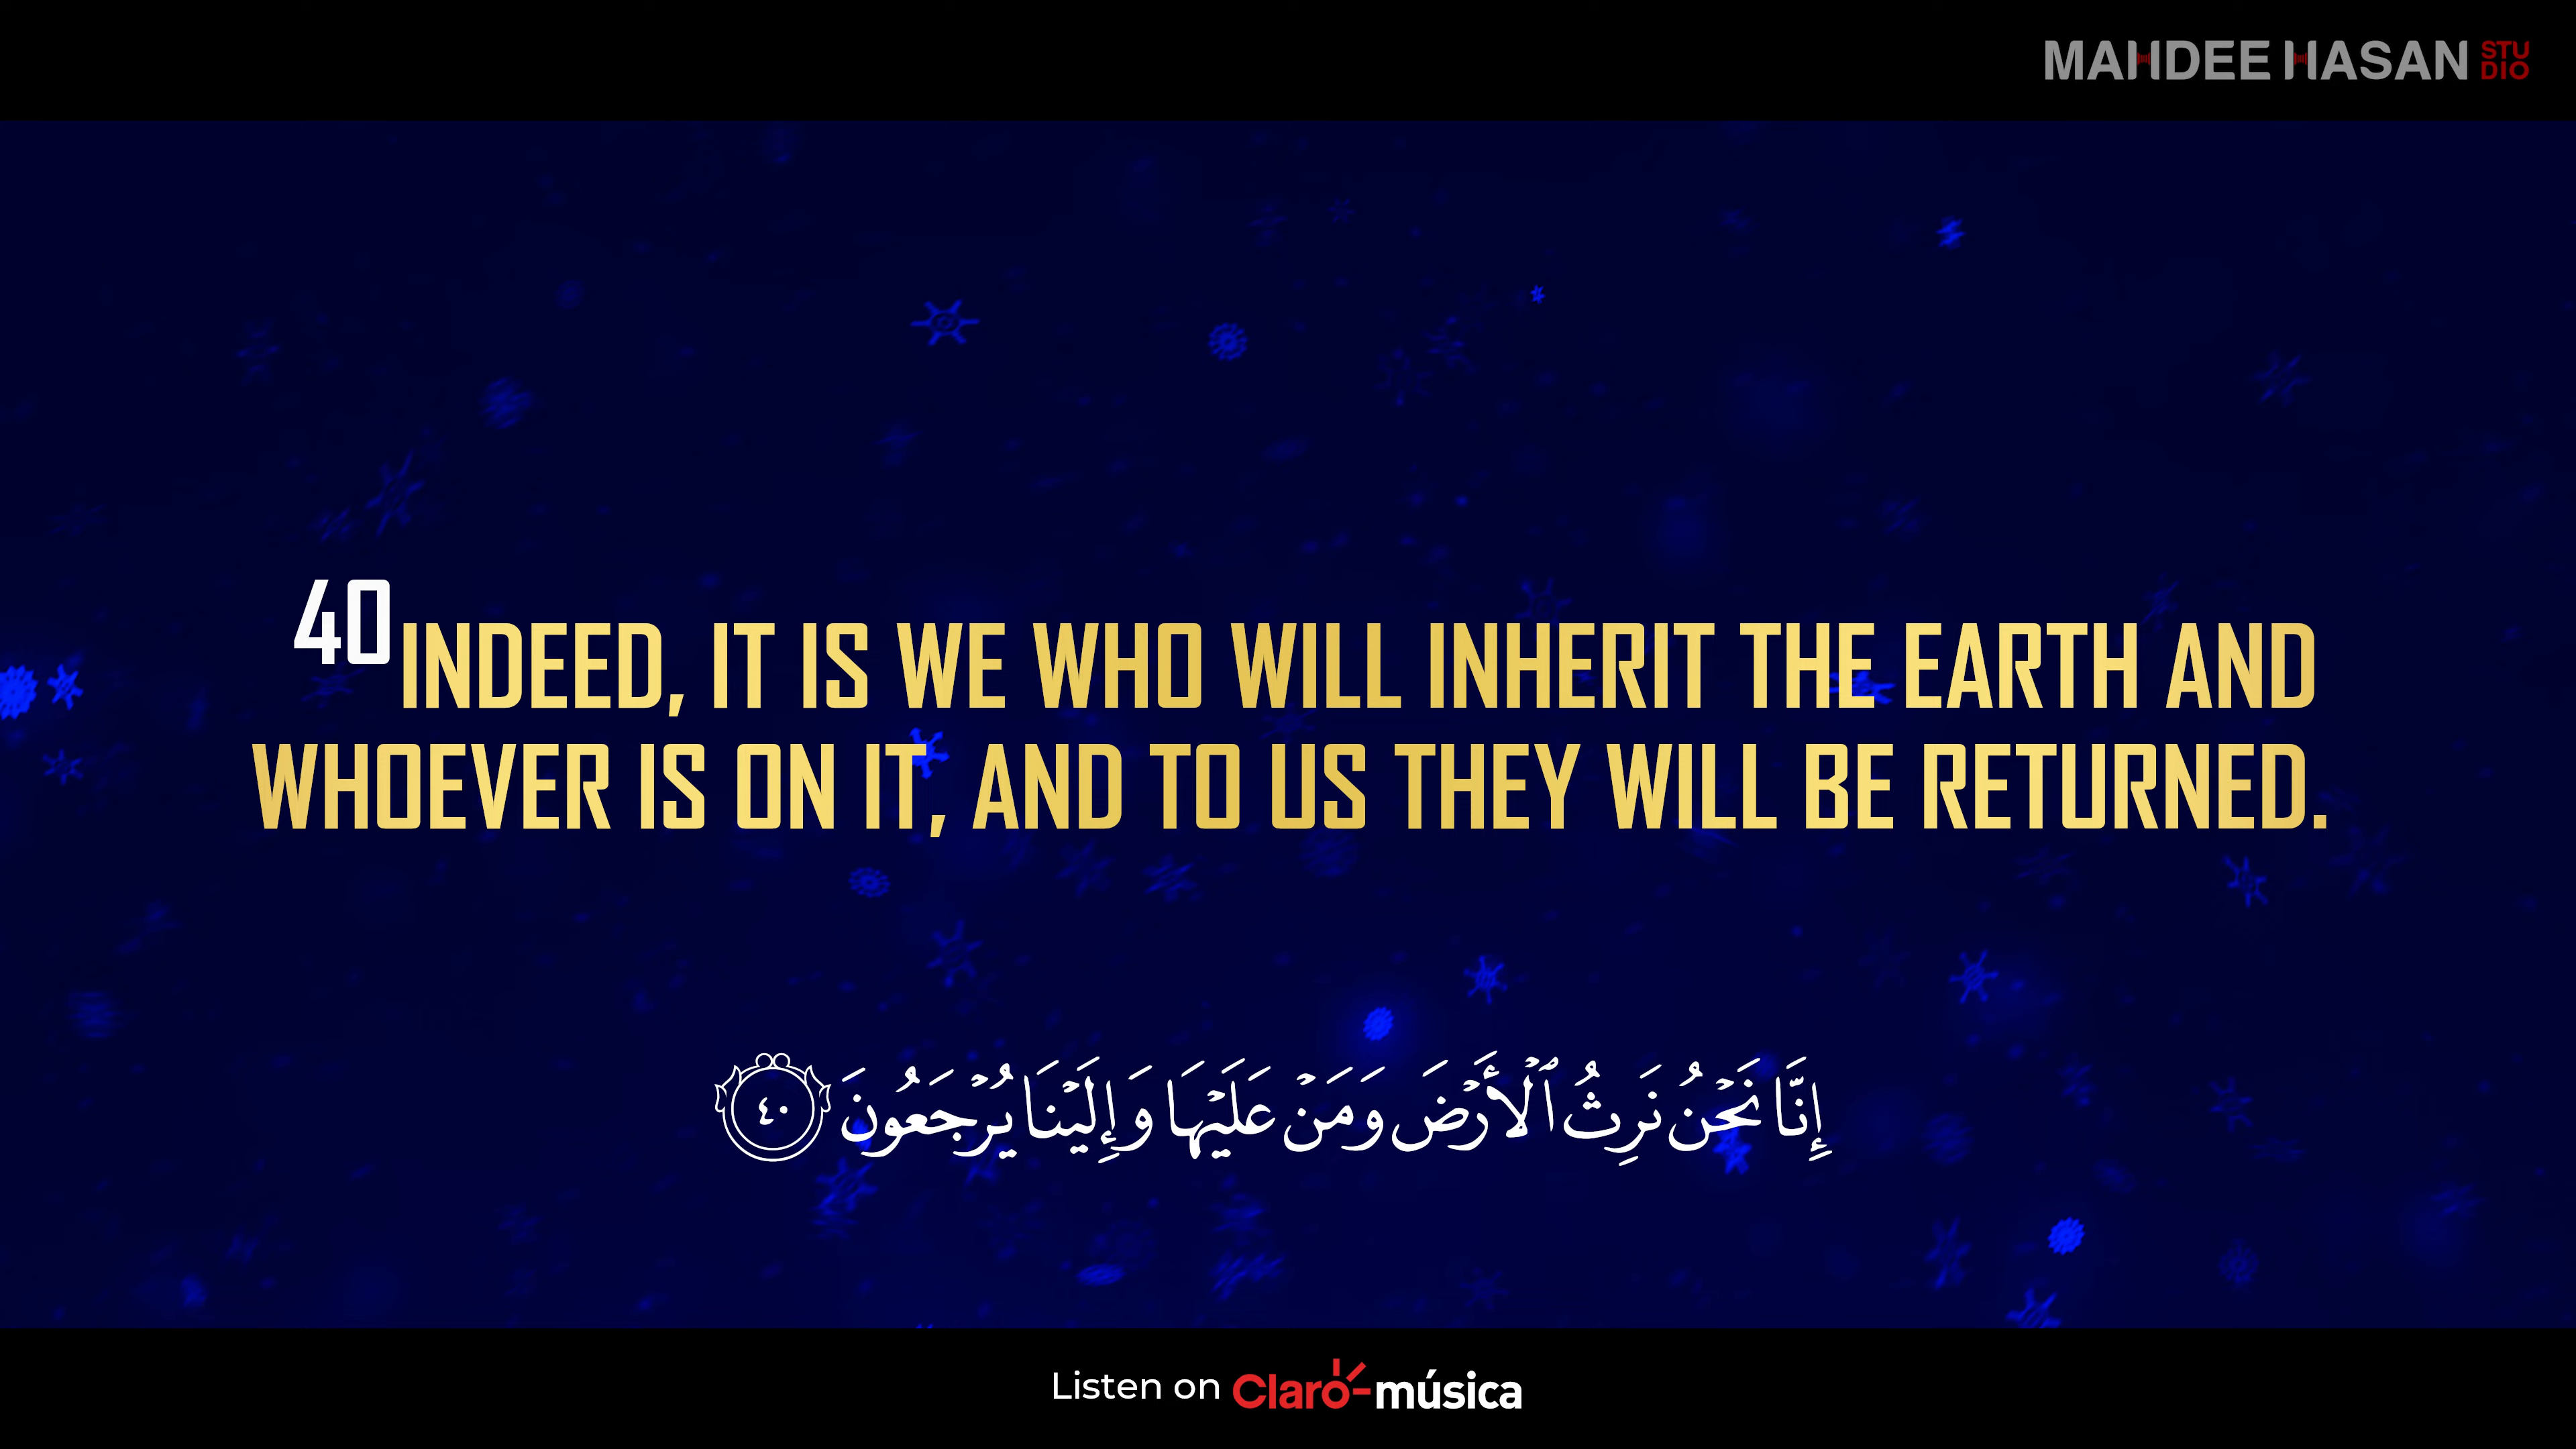 MAHDEE HASAN STUDIO
40 INDEED, IT IS WE WHO WILL INHERIT THE EARTH AND
WHOEVER IS ON IT, AND TO US THEY WILL BE RETURNED.
إِنَّا نَحْنُ نَرِثُ ٱلْأَرْضَ وَمَنْ عَلَيْهَا وَإِلَيْنَا يُرْجَعُونَ ٤٠
Listen on Claro música